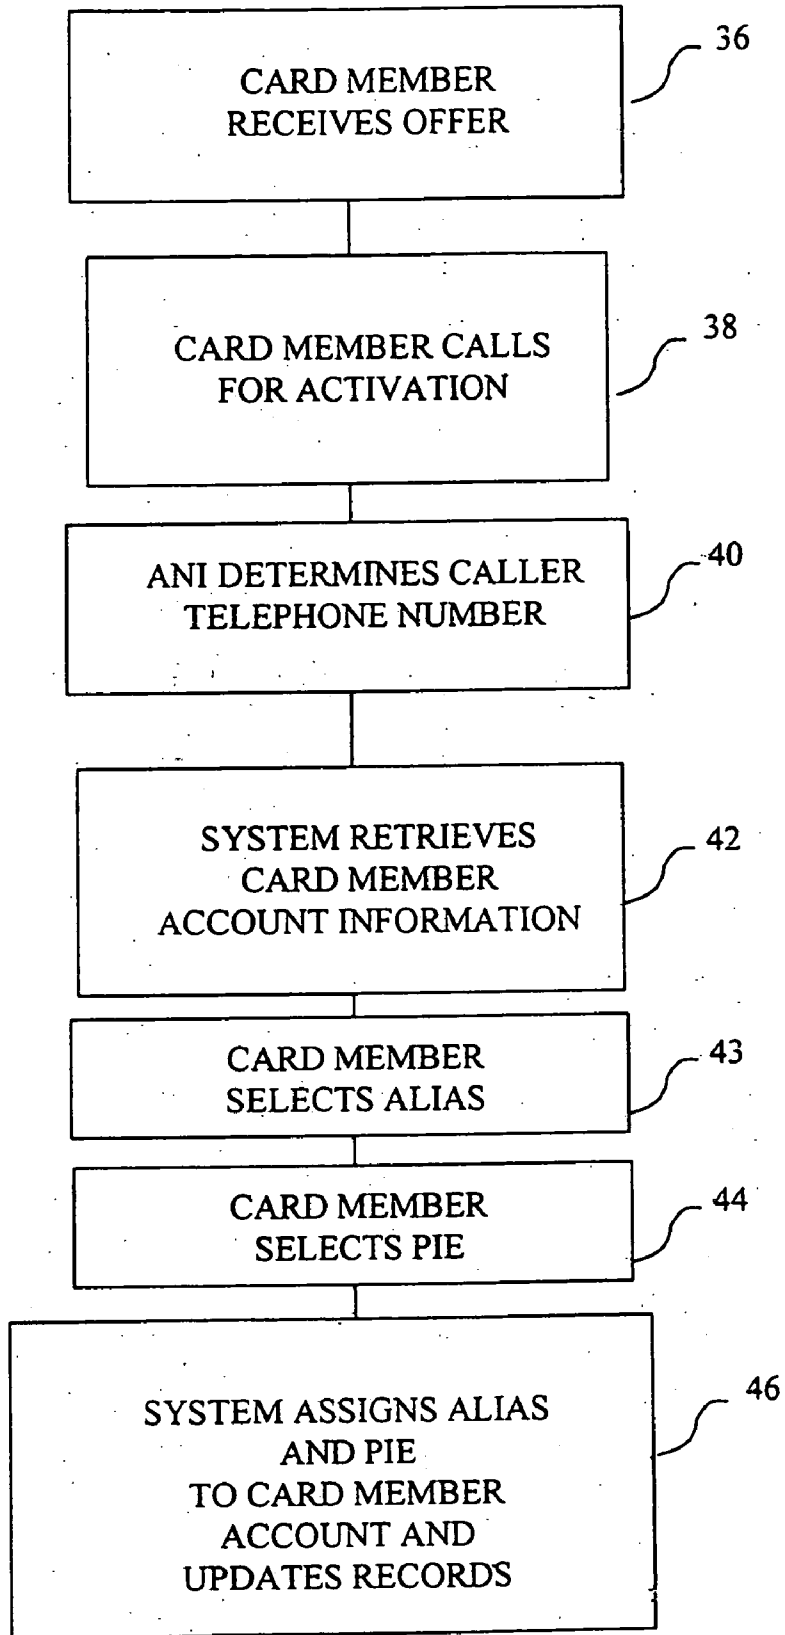 CARD MEMBER
RECEIVES OFFER
36
CARD MEMBER CALLS
FOR ACTIVATION
38
ANI DETERMINES CALLER
TELEPHONE NUMBER
40
SYSTEM RETRIEVES
CARD MEMBER
ACCOUNT INFORMATION
42
CARD MEMBER
SELECTS ALIAS
43
CARD MEMBER
SELECTS PIE
44
SYSTEM ASSIGNS ALIAS
AND PIE
TO CARD MEMBER
ACCOUNT AND
UPDATES RECORDS
46